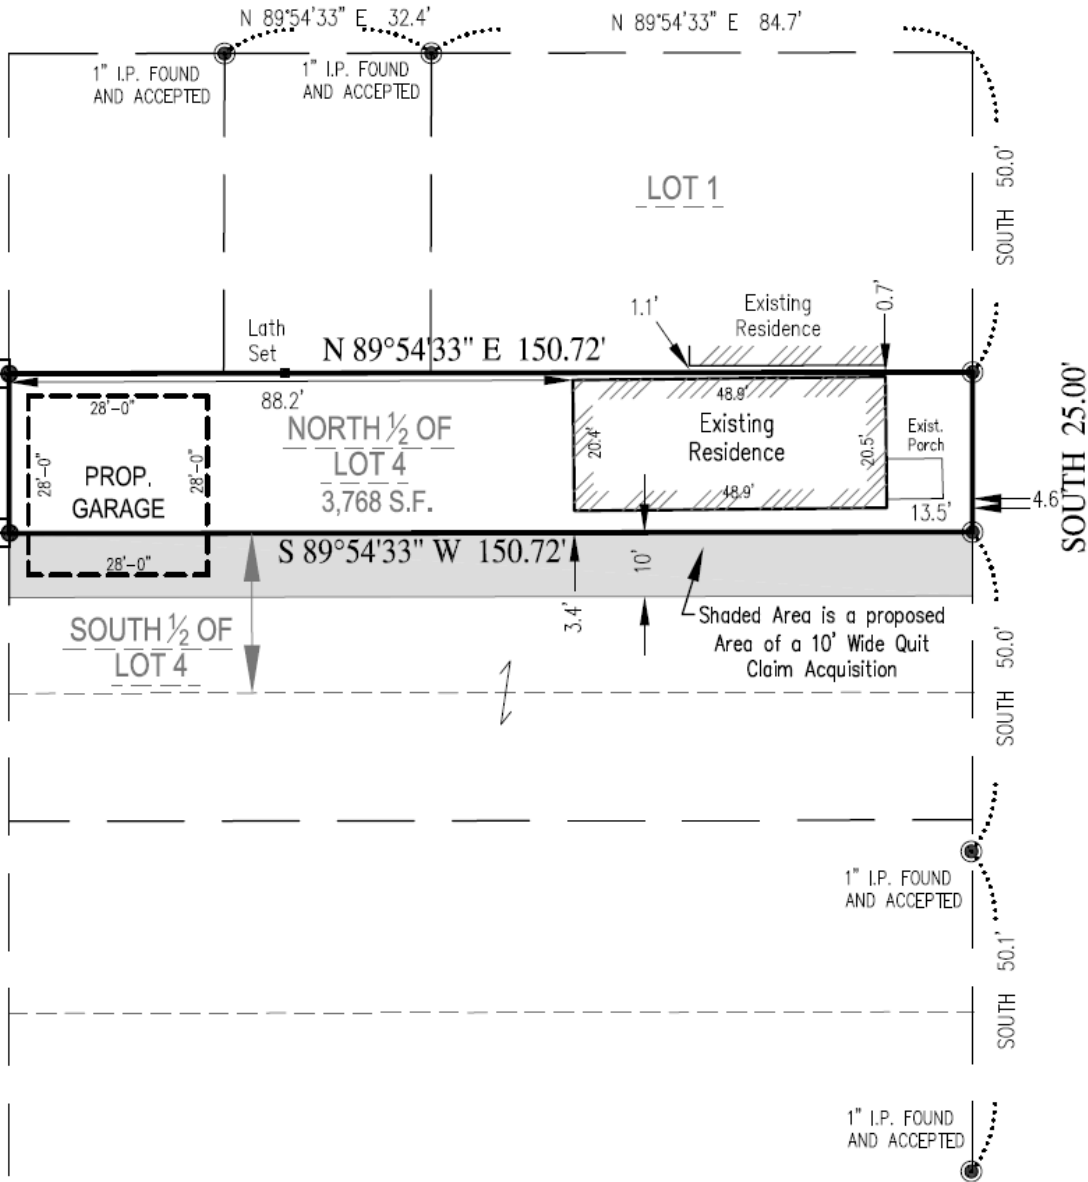 N 89°54'33" E 32.4'
N 89°54'33" E 84.7'
1" I.P. FOUND
AND ACCEPTED
1" I.P. FOUND
AND ACCEPTED
LOT 1
SOUTH 50.0'
Lath
Set
N 89°54'33" E 150.72'
1.1'
Existing
Residence
0.7'
88.2'
28'-0"
28'-0"
28'-0"
28'-0"
PROP.
GARAGE
NORTH ½ OF
LOT 4
3,768 S.F.
48.9'
20.4'
Existing
Residence
20.5'
48.9'
Exist.
Porch
13.5'
4.6'
SOUTH 25.00'
S 89°54'33" W 150.72'
3.4'
10'
Shaded Area is a proposed
Area of a 10' Wide Quit
Claim Acquisition
SOUTH ½ OF
LOT 4
SOUTH 50.0'
1" I.P. FOUND
AND ACCEPTED
SOUTH 50.1'
1" I.P. FOUND
AND ACCEPTED